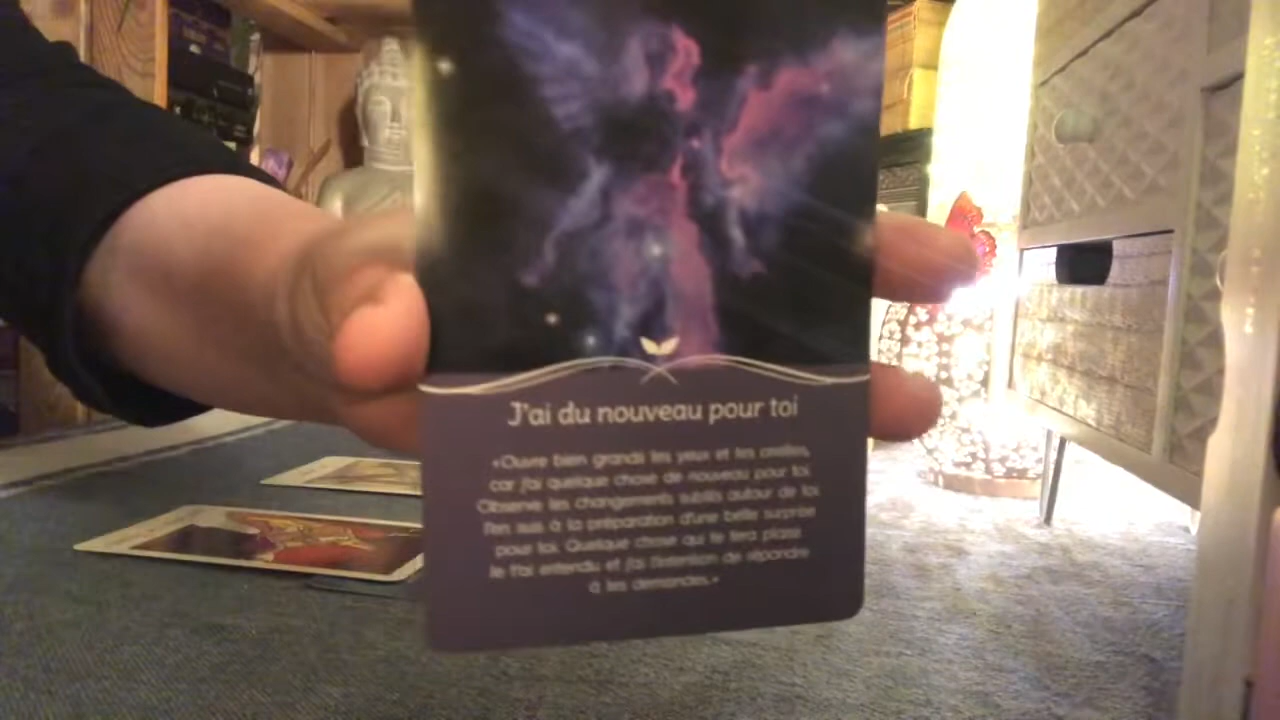 J'ai du nouveau pour toi
«Ouvre bien grands les yeux et tes oreilles,
car j'ai quelque chose de nouveau pour toi.
Observe les changements subtils autour de toi.
J'en suis à la préparation d'une belle surprise
pour toi. Quelque chose qui te fera plaisir.
Je t'ai entendu et j'ai l'intention de répondre
à tes demandes.»